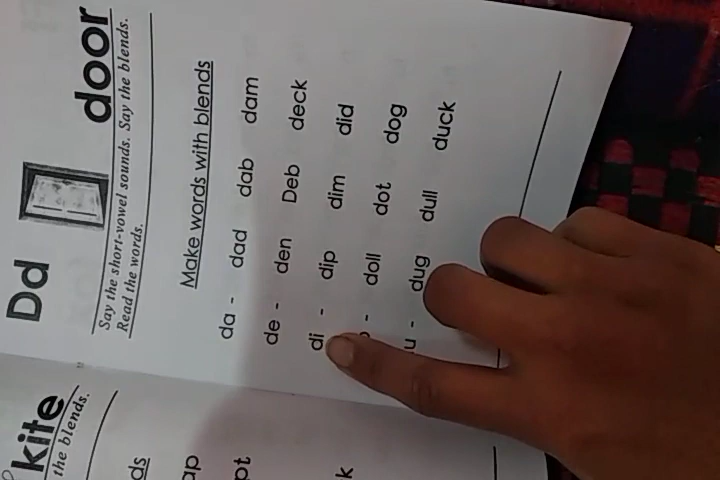 Dd door
Say the short-vowel sounds. Say the blends.
Read the words.
Make words with blends
da - dad dab dam
de - den Deb deck
di - dip dim did
- doll dot dog
u - dug dull duck
kite
the blends.
ds
ap
pt
k